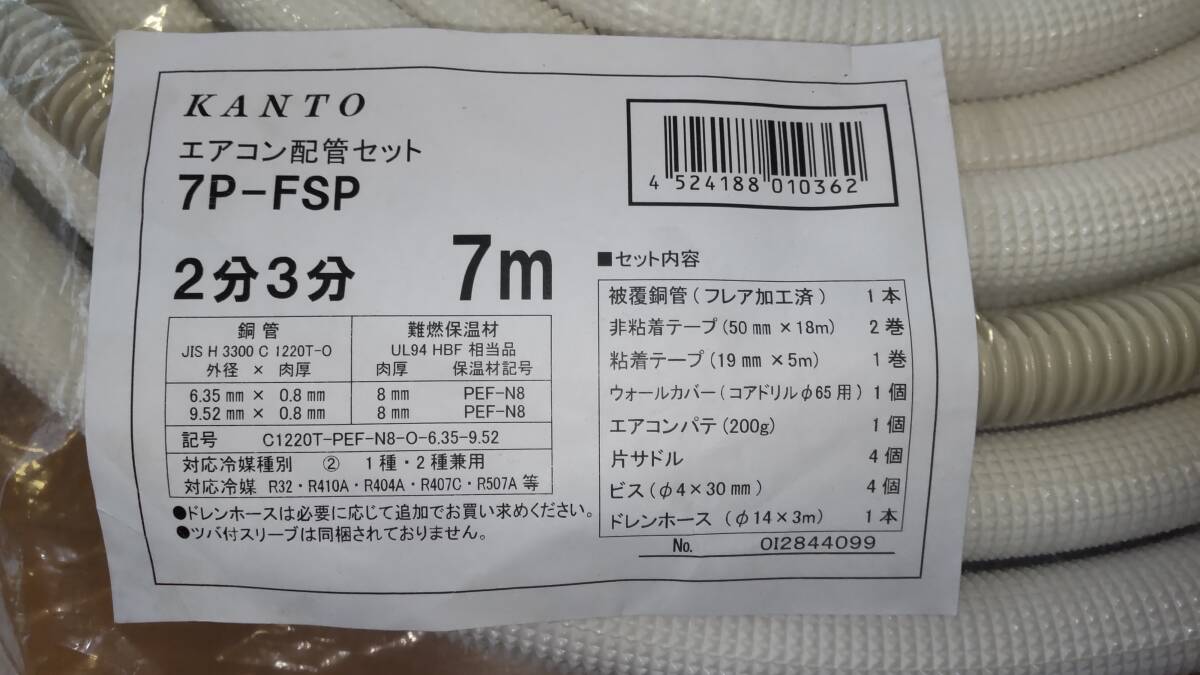 KANTO
エアコン配管セット
7P-FSP
2分3分 7m
4 524188 010362
銅管 難燃保温材
JIS H 3300 C 1220T-O UL94 HBF 相当品
外径 × 肉厚 肉厚 保温材記号
6.35 mm × 0.8 mm 8 mm PEF-N8
9.52 mm × 0.8 mm 8 mm PEF-N8
記号 C1220T-PEF-N8-O-6.35-9.52
対応冷媒種別 ② 1種・2種兼用
対応冷媒 R32・R410A・R404A・R407C・R507A 等
●ドレンホースは必要に応じて追加でお買い求めください。
●ツバ付スリーブは同梱されておりません。
■セット内容
被覆銅管(フレア加工済) 1本
非粘着テープ(50 mm × 18m) 2巻
粘着テープ(19 mm × 5m) 1巻
ウォールカバー(コアドリルφ65用) 1個
エアコンパテ(200g) 1個
片サドル 4個
ビス(φ4×30 mm) 4個
ドレンホース (φ14×3m) 1本
No. OI2844099